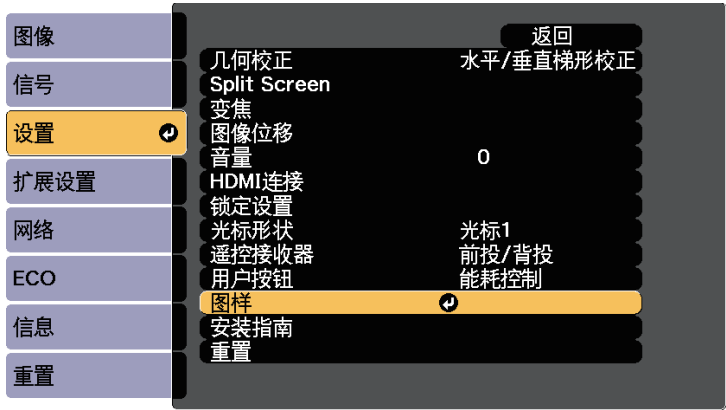 图像
信号
设置
扩展设置
网络
ECO
信息
重置
返回
几何校正 水平/垂直梯形校正
Split Screen
变焦
图像位移
音量 0
HDMI连接
锁定设置
光标形状 光标1
遥控接收器 前投/背投
用户按钮 能耗控制
图样
安装指南
重置